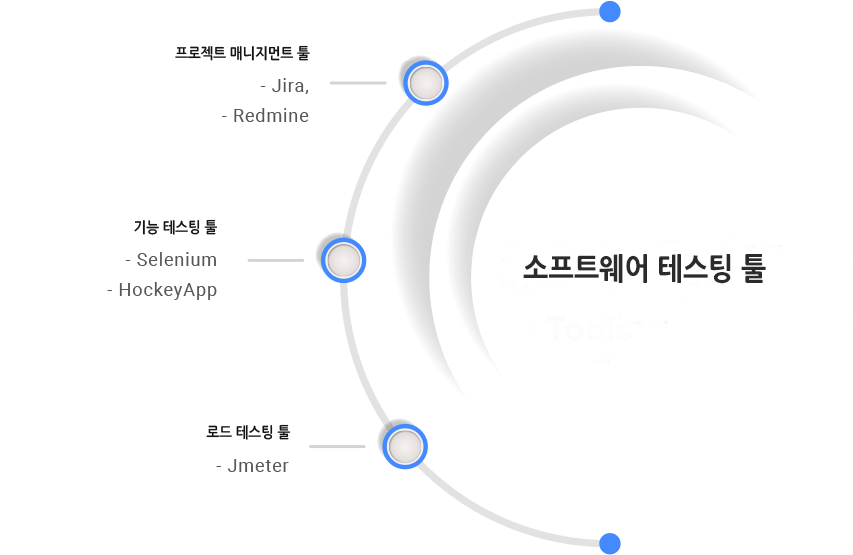 프로젝트 매니지먼트 툴
- Jira,
- Redmine
기능 테스팅 툴
- Selenium
- HockeyApp
소프트웨어 테스팅 툴
로드 테스팅 툴
- Jmeter